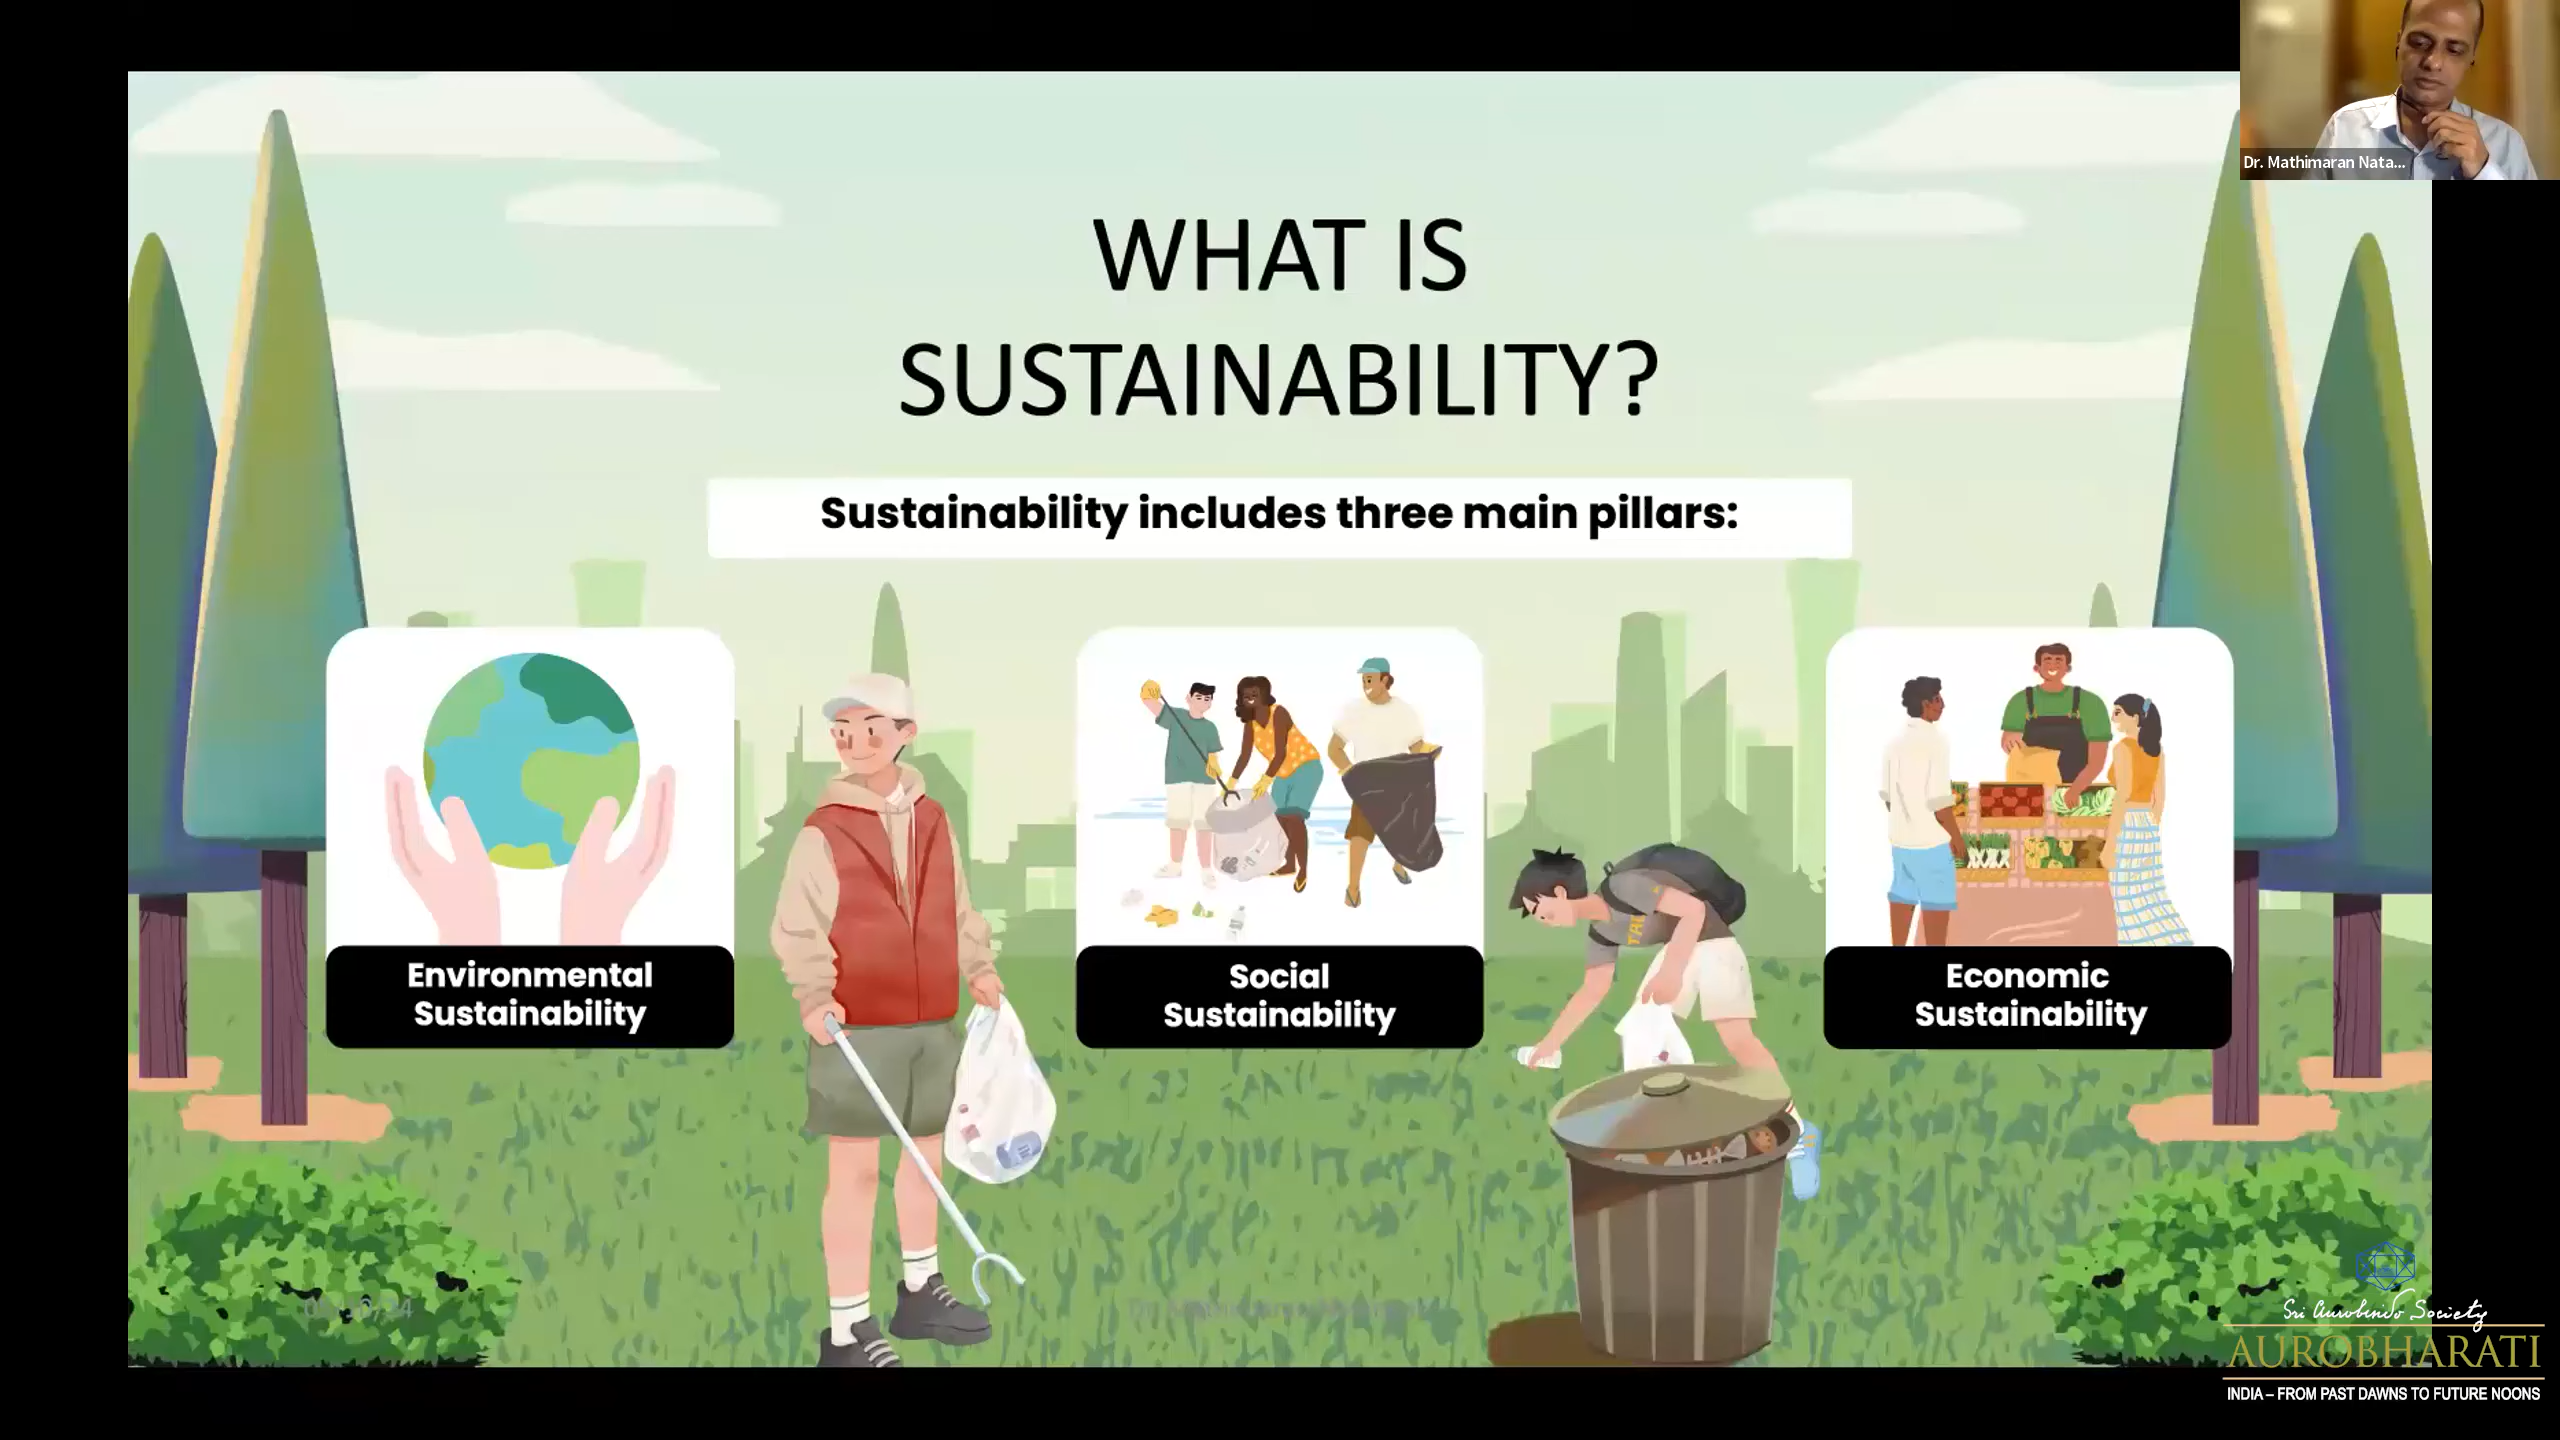 Dr. Mathimaran Nata...
WHAT IS
SUSTAINABILITY?
Sustainability includes three main pillars:
Environmental
Sustainability
Social
Sustainability
Economic
Sustainability
Sri Aurobindo Society
AUROBHARATI
INDIA – FROM PAST DAWNS TO FUTURE NOONS